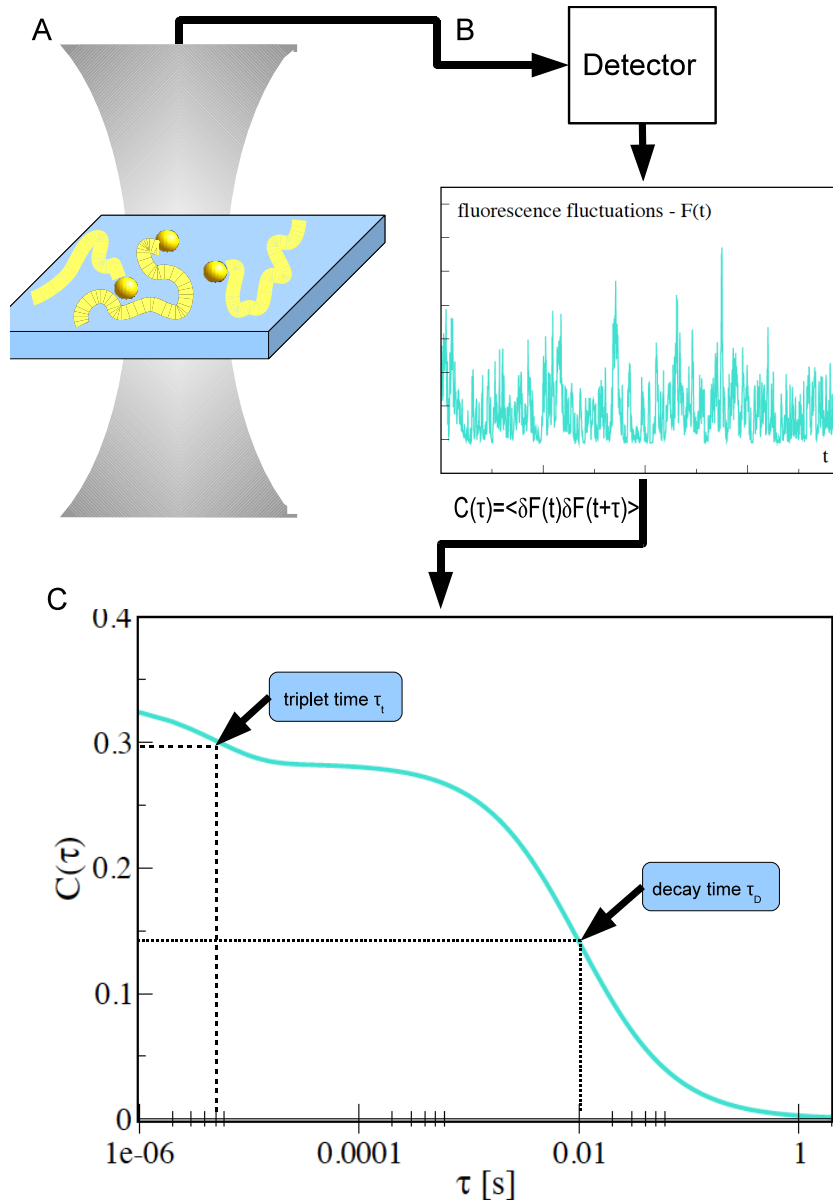 A
B
Detector
fluorescence fluctuations - F(t)
t
C(τ)=<δF(t)δF(t+τ)>
C
0.4
triplet time τt
0.3
C(τ)
0.2
decay time τD
0.1
0
1e-06
0.0001
0.01
1
τ [s]